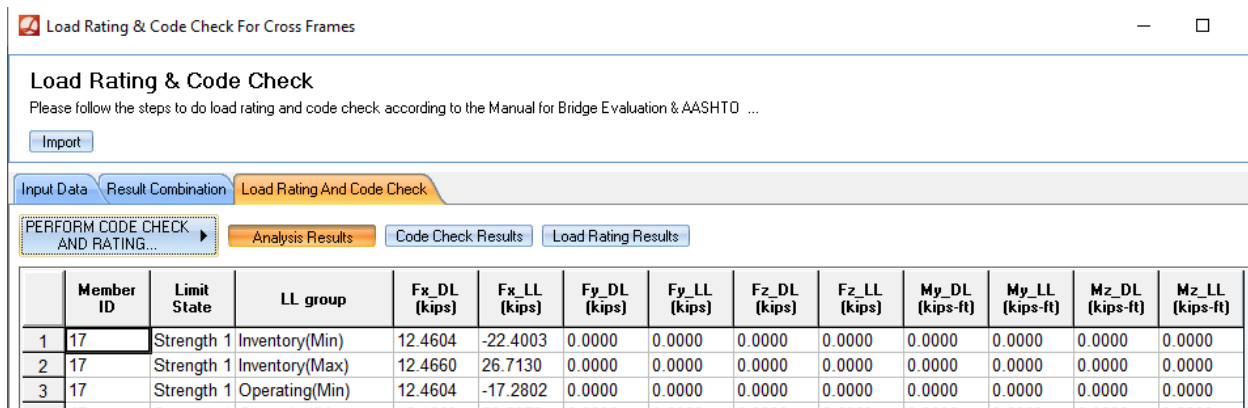 Load Rating & Code Check For Cross Frames
Load Rating & Code Check
Please follow the steps to do load rating and code check according to the Manual for Bridge Evaluation & AASHTO ...
Import
Input Data Result Combination Load Rating And Code Check
PERFORM CODE CHECK
AND RATING...
Analysis Results Code Check Results Load Rating Results
Member ID Limit State LL group Fx_DL (kips) Fx_LL (kips) Fy_DL (kips) Fy_LL (kips) Fz_DL (kips) Fz_LL (kips) My_DL (kips-ft) My_LL (kips-ft) Mz_DL (kips-ft) Mz_LL (kips-ft)
1 17 Strength 1 Inventory(Min) 12.4604 -22.4003 0.0000 0.0000 0.0000 0.0000 0.0000 0.0000 0.0000 0.0000
2 17 Strength 1 Inventory(Max) 12.4660 26.7130 0.0000 0.0000 0.0000 0.0000 0.0000 0.0000 0.0000 0.0000
3 17 Strength 1 Operating(Min) 12.4604 -17.2802 0.0000 0.0000 0.0000 0.0000 0.0000 0.0000 0.0000 0.0000